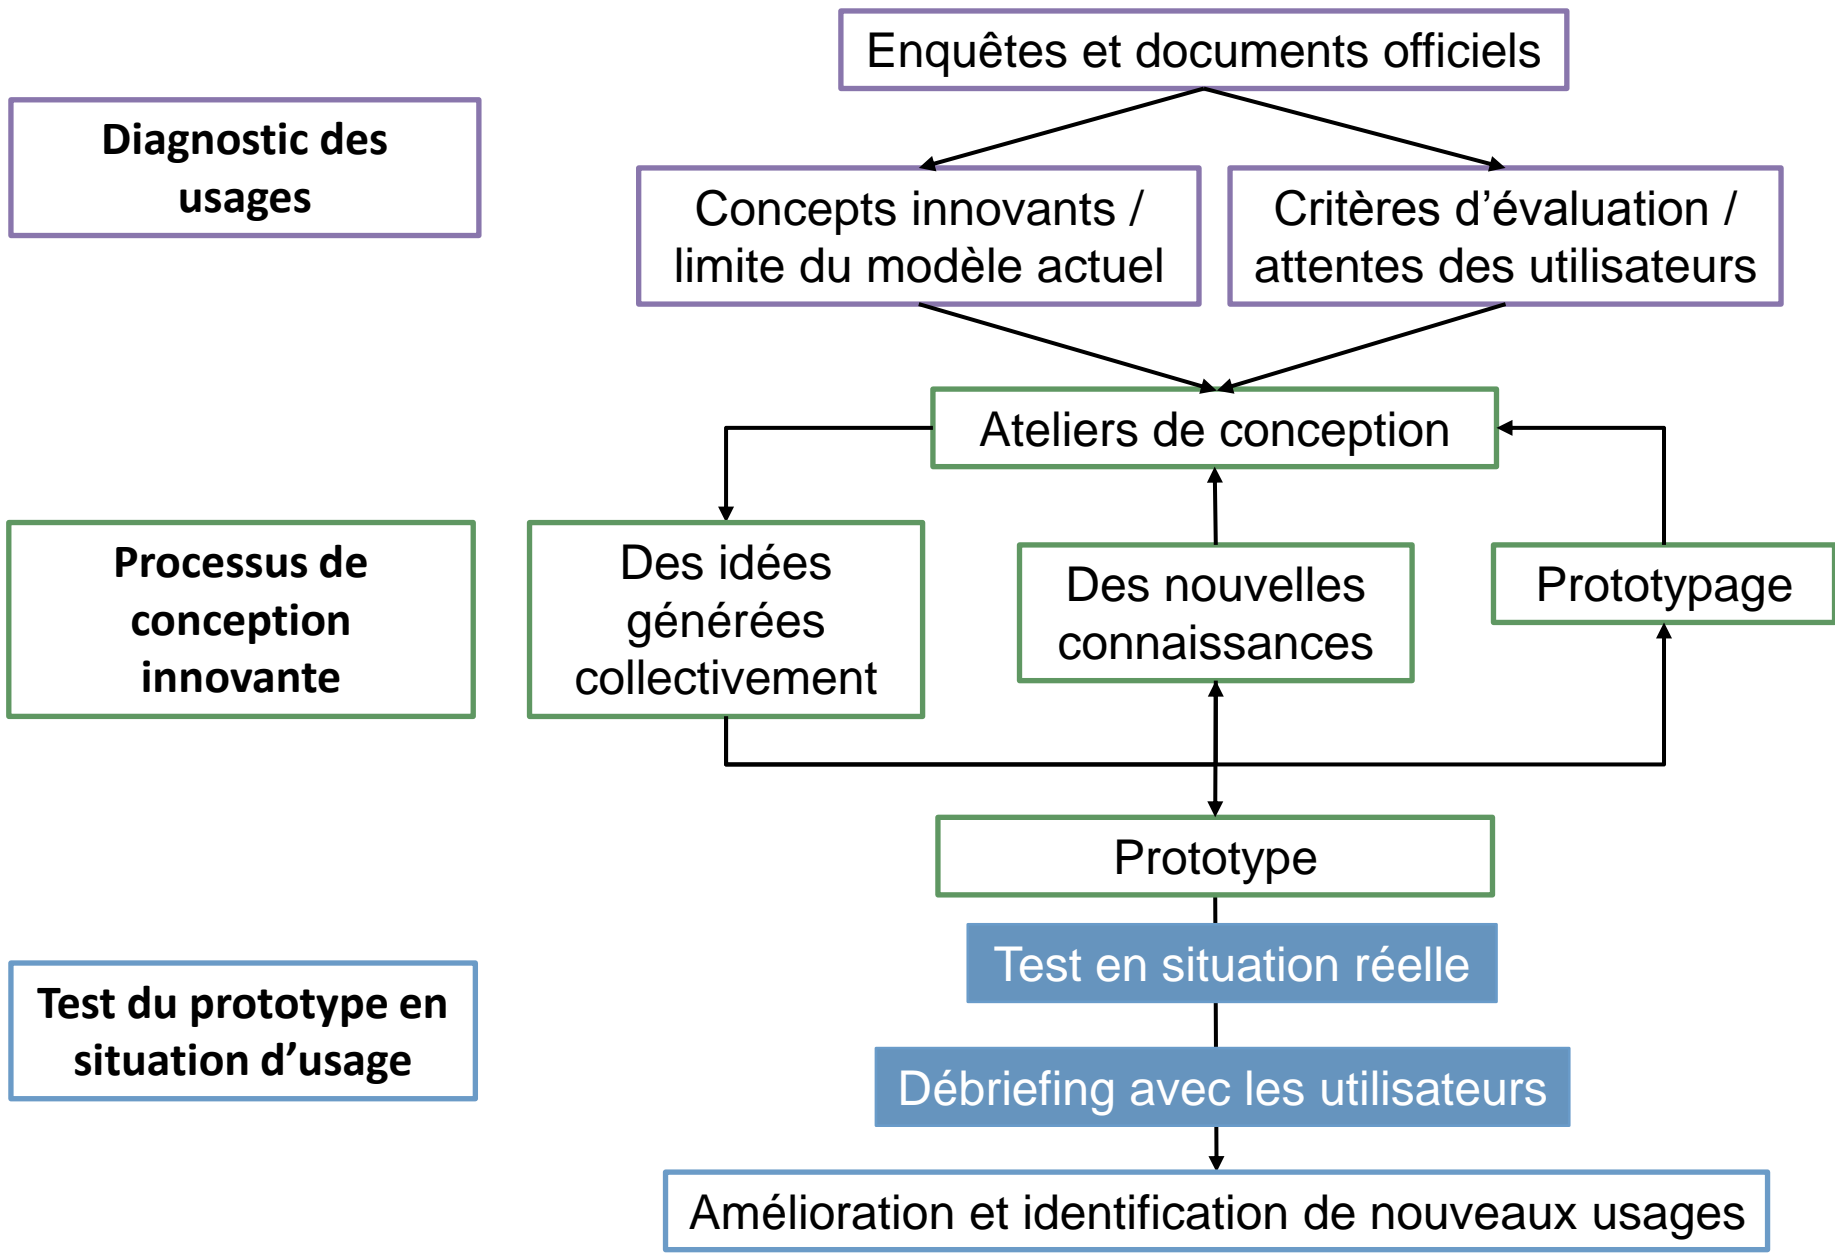 Enquêtes et documents officiels
Diagnostic des
usages
Concepts innovants /
limite du modèle actuel
Critères d’évaluation /
attentes des utilisateurs
Ateliers de conception
Processus de
conception
innovante
Des idées
générées
collectivement
Des nouvelles
connaissances
Prototypage
Prototype
Test en situation réelle
Test du prototype en
situation d’usage
Débriefing avec les utilisateurs
Amélioration et identification de nouveaux usages